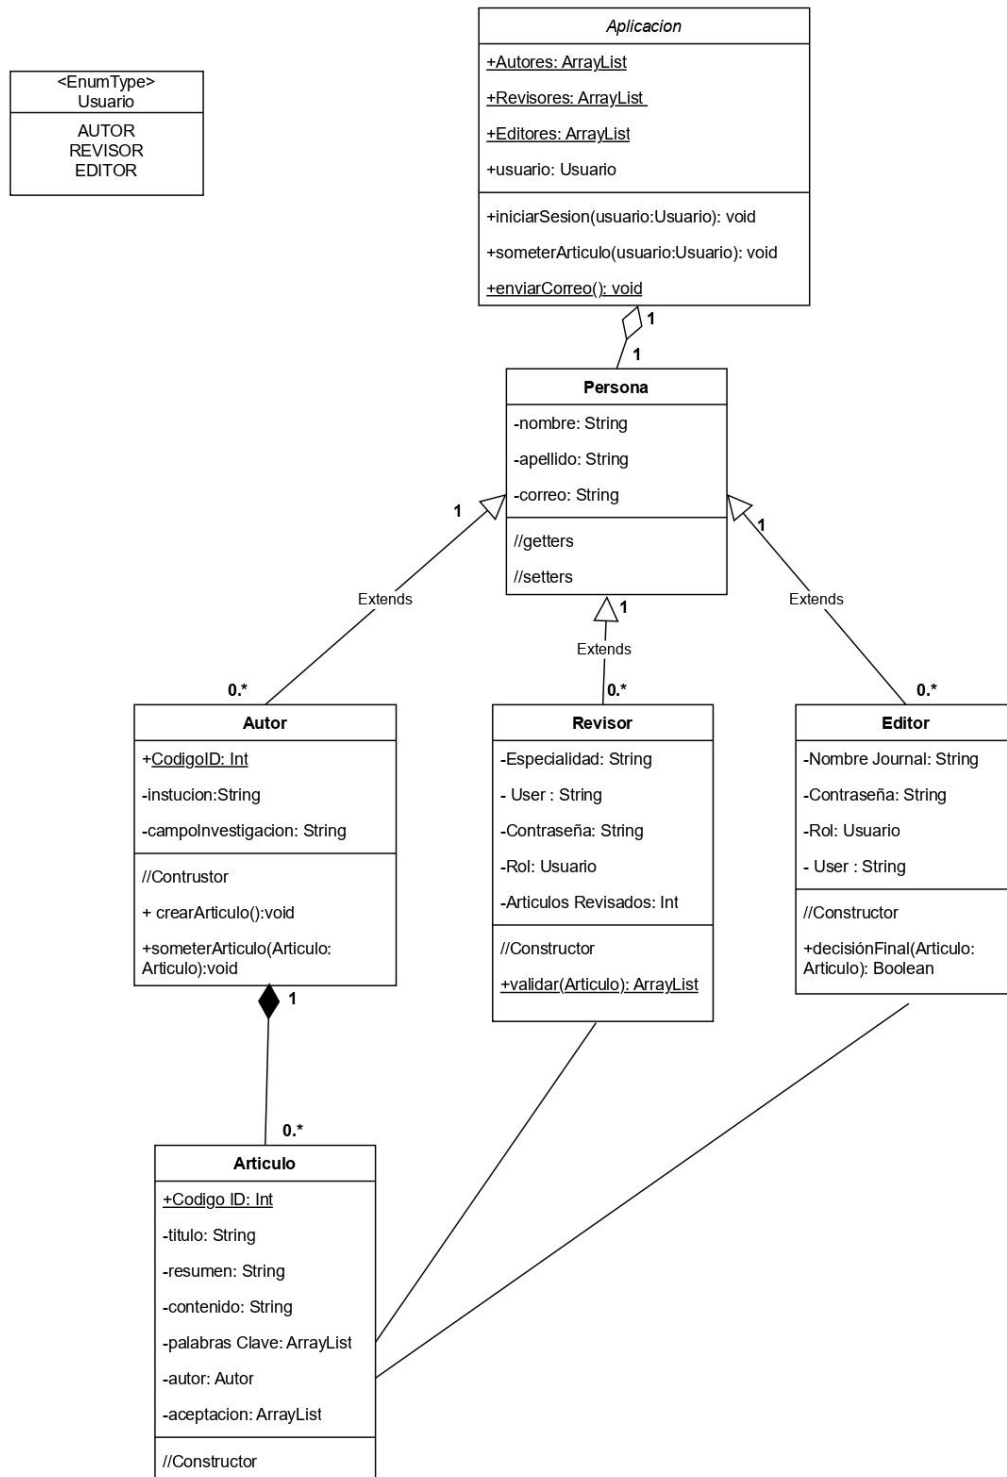 Aplicacion
+Autores: ArrayList
+Revisores: ArrayList
+Editores: ArrayList
+usuario: Usuario
+iniciarSesion(usuario:Usuario): void
+someterArticulo(usuario:Usuario): void
+enviarCorreo(): void
<EnumType>
Usuario
AUTOR
REVISOR
EDITOR
1
1
Persona
-nombre: String
-apellido: String
-correo: String
//getters
//setters
1
1
1
Extends
Extends
Extends
0.*
0.*
0.*
Autor
+CodigoID: Int
-instucion:String
-campoInvestigacion: String
//Contrustor
+ crearArticulo():void
+someterArticulo(Articulo:
Articulo):void
Revisor
-Especialidad: String
- User : String
-Contraseña: String
-Rol: Usuario
-Articulos Revisados: Int
//Constructor
+validar(Articulo): ArrayList
Editor
-Nombre Journal: String
-Contraseña: String
-Rol: Usuario
- User : String
//Constructor
+decisiónFinal(Articulo:
Articulo): Boolean
1
0.*
Articulo
+Codigo ID: Int
-titulo: String
-resumen: String
-contenido: String
-palabras Clave: ArrayList
-autor: Autor
-aceptacion: ArrayList
//Constructor